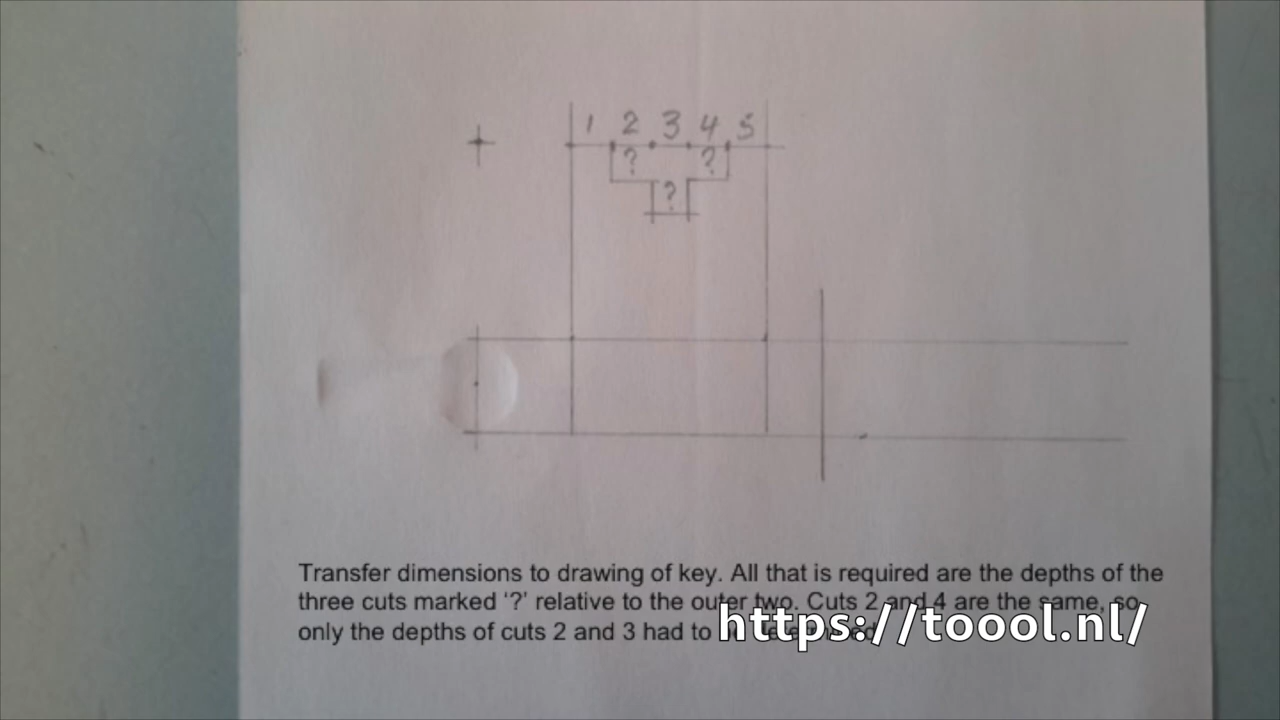 1 2 3 4 5
? ?
?
Transfer dimensions to drawing of key. All that is required are the depths of the
three cuts marked ‘?’ relative to the outer two. Cuts 2 and 4 are the same, so
only the depths of cuts 2 and 3 had to
https://toool.nl/